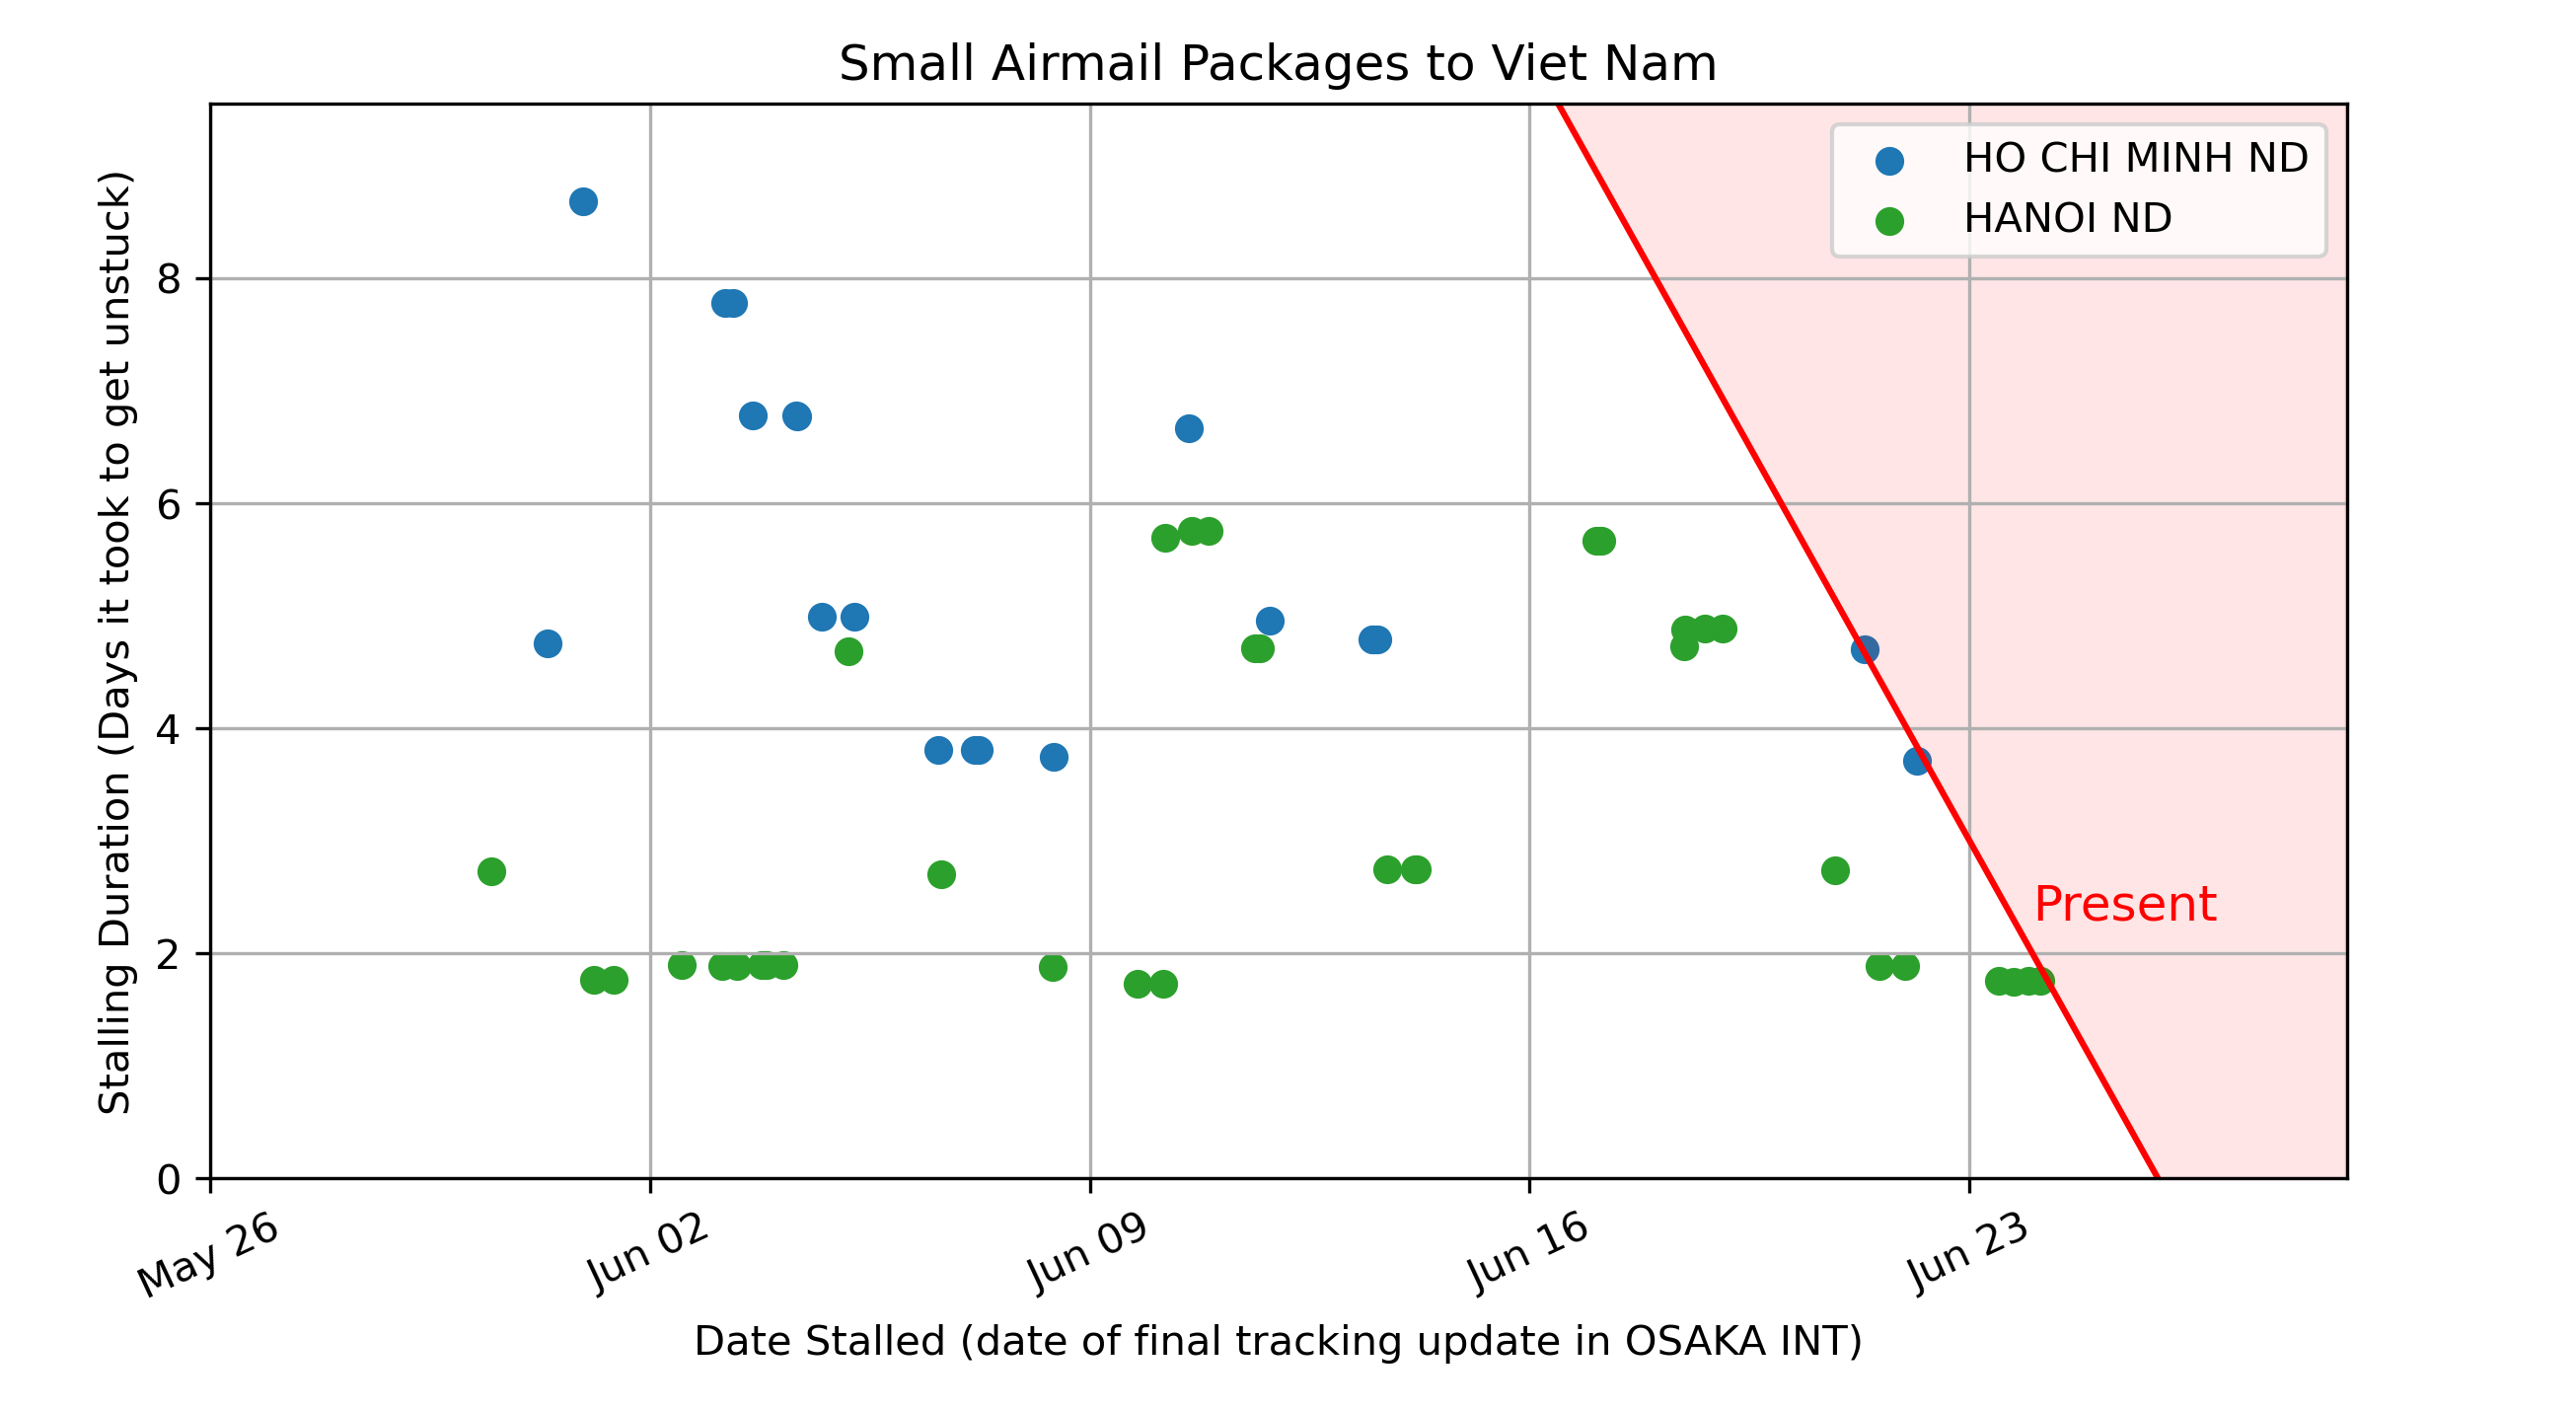 Small Airmail Packages to Viet Nam
HO CHI MINH ND
HANOI ND
Stalling Duration (Days it took to get unstuck)
8
6
4
2
0
Present
May 26
Jun 02
Jun 09
Jun 16
Jun 23
Date Stalled (date of final tracking update in OSAKA INT)